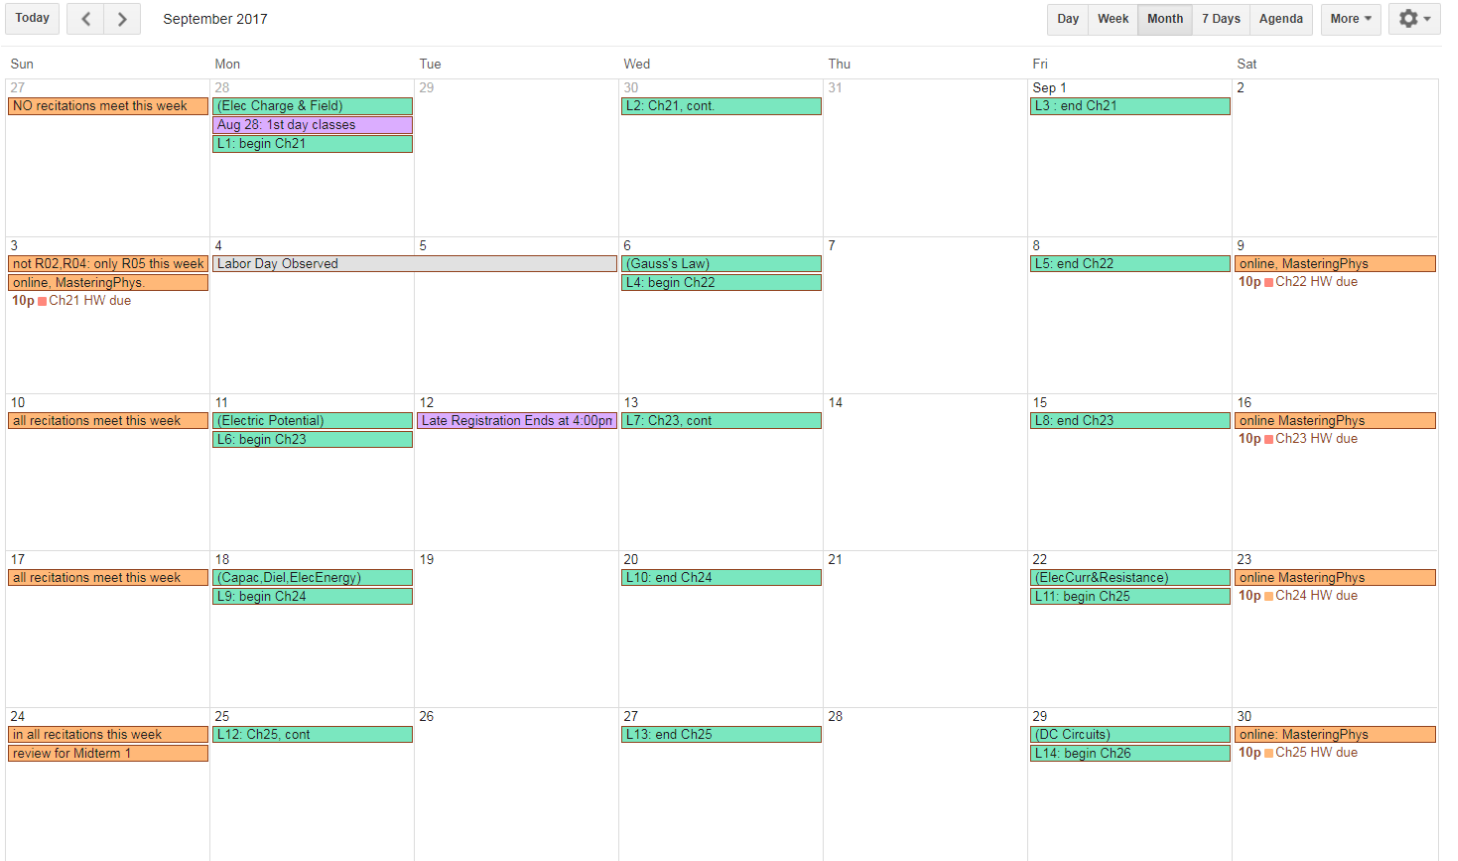 Today
September 2017
Day Week Month 7 Days Agenda More
Sun Mon Tue Wed Thu Fri Sat
27 28 29 30 31 Sep 1 2
NO recitations meet this week
(Elec Charge & Field)
Aug 28: 1st day classes
L1: begin Ch21
L2: Ch21, cont.
L3 : end Ch21
3 4 5 6 7 8 9
not R02,R04: only R05 this week
online, MasteringPhys.
10p Ch21 HW due
Labor Day Observed
(Gauss's Law)
L4: begin Ch22
L5: end Ch22
online, MasteringPhys
10p Ch22 HW due
10 11 12 13 14 15 16
all recitations meet this week
(Electric Potential)
L6: begin Ch23
Late Registration Ends at 4:00pm
L7: Ch23, cont
L8: end Ch23
online MasteringPhys
10p Ch23 HW due
17 18 19 20 21 22 23
all recitations meet this week
(Capac,Diel,ElecEnergy)
L9: begin Ch24
L10: end Ch24
(ElecCurr&Resistance)
L11: begin Ch25
online MasteringPhys
10p Ch24 HW due
24 25 26 27 28 29 30
in all recitations this week
review for Midterm 1
L12: Ch25, cont
L13: end Ch25
(DC Circuits)
L14: begin Ch26
online: MasteringPhys
10p Ch25 HW due